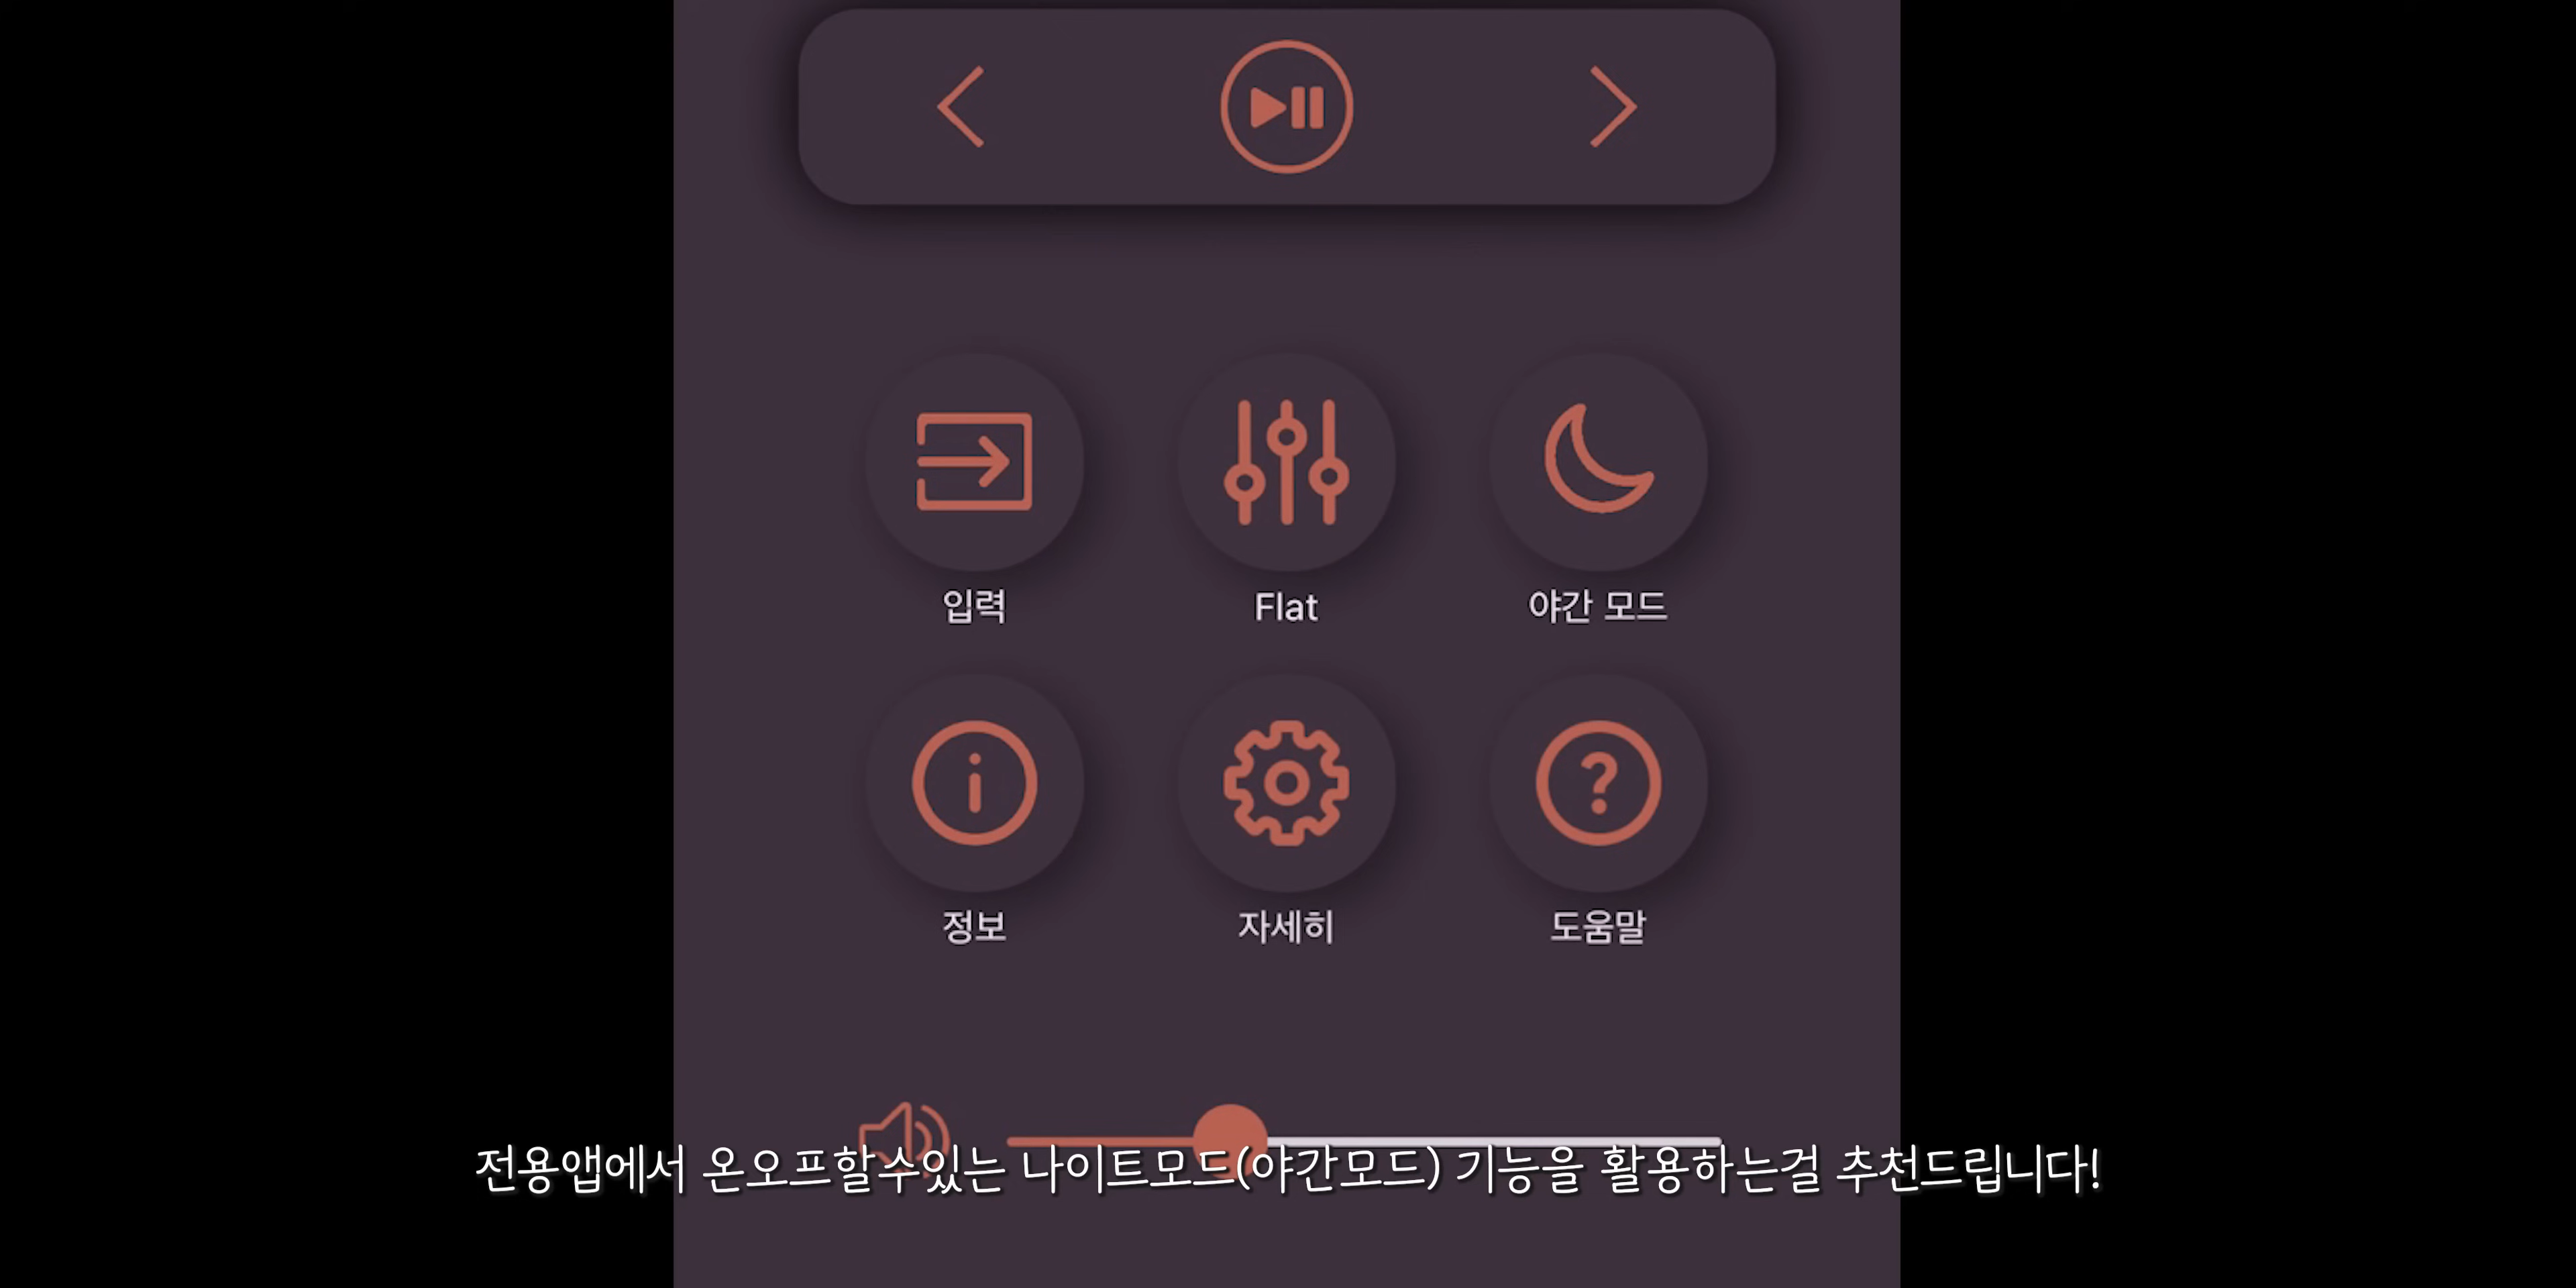 입력
Flat
야간 모드
정보
자세히
도움말
전용앱에서 온오프할수있는 나이트모드(야간모드) 기능을 활용하는걸 추천드립니다!